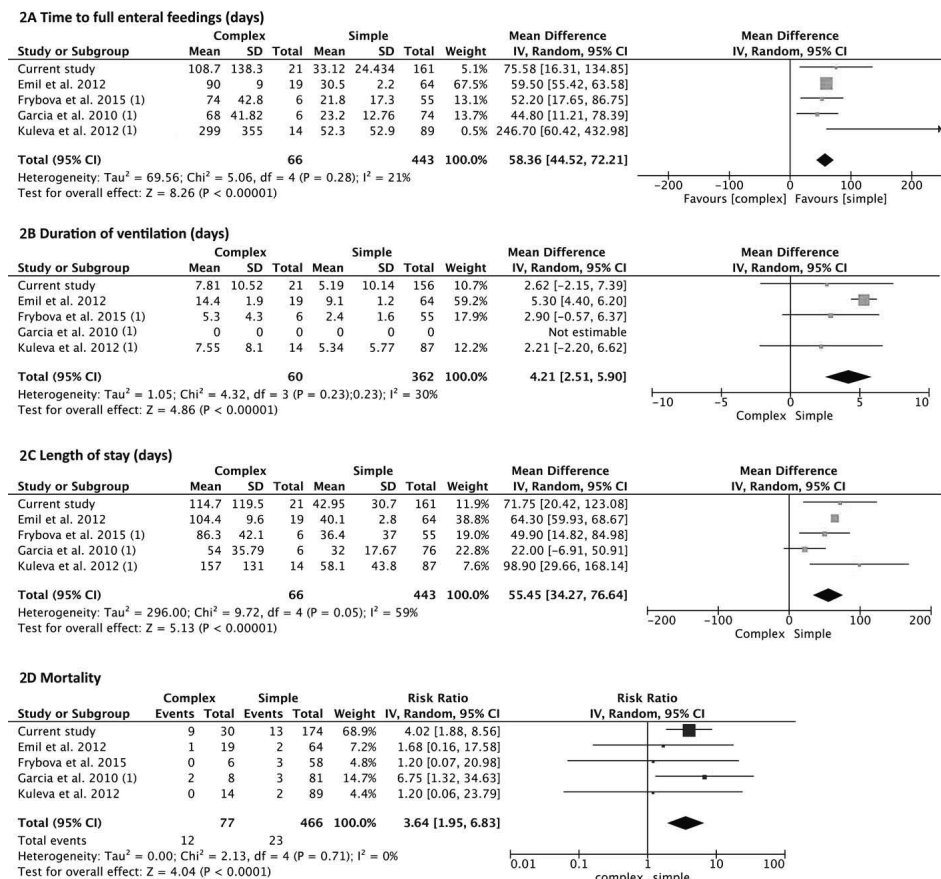 2A Time to full enteral feedings (days)
Complex Simple Mean Difference Mean Difference
Study or Subgroup Mean SD Total Mean SD Total Weight IV, Random, 95% CI IV, Random, 95% CI
Current study 108.7 138.3 21 33.12 24.434 161 5.1% 75.58 [16.31, 134.85]
Emil et al. 2012 90 9 19 30.5 2.2 64 67.5% 59.50 [55.42, 63.58]
Frybova et al. 2015 (1) 74 42.8 6 21.8 17.3 55 13.1% 52.20 [17.65, 86.75]
Garcia et al. 2010 (1) 68 41.82 6 23.2 12.76 74 13.7% 44.80 [11.21, 78.39]
Kuleva et al. 2012 (1) 299 355 14 52.3 52.9 89 0.5% 246.70 [60.42, 432.98]
Total (95% CI) 66 443 100.0% 58.36 [44.52, 72.21]
Heterogeneity: Tau² = 69.56; Chi² = 5.06, df = 4 (P = 0.28); I² = 21%
Test for overall effect: Z = 8.26 (P < 0.00001)
-200 -100 0 100 200
Favours [complex] Favours [simple]
2B Duration of ventilation (days)
Complex Simple Mean Difference Mean Difference
Study or Subgroup Mean SD Total Mean SD Total Weight IV, Random, 95% CI IV, Random, 95% CI
Current study 7.81 10.52 21 5.19 10.14 156 10.7% 2.62 [-2.15, 7.39]
Emil et al. 2012 14.4 1.9 19 9.1 1.2 64 59.2% 5.30 [4.40, 6.20]
Frybova et al. 2015 (1) 5.3 4.3 6 2.4 1.6 55 17.9% 2.90 [-0.57, 6.37]
Garcia et al. 2010 (1) 0 0 0 0 0 0 Not estimable
Kuleva et al. 2012 (1) 7.55 8.1 14 5.34 5.77 87 12.2% 2.21 [-2.20, 6.62]
Total (95% CI) 60 362 100.0% 4.21 [2.51, 5.90]
Heterogeneity: Tau² = 1.05; Chi² = 4.32, df = 3 (P = 0.23);0.23); I² = 30%
Test for overall effect: Z = 4.86 (P < 0.00001)
-10 -5 0 5 10
Complex Simple
2C Length of stay (days)
Complex Simple Mean Difference Mean Difference
Study or Subgroup Mean SD Total Mean SD Total Weight IV, Random, 95% CI IV, Random, 95% CI
Current study 114.7 119.5 21 42.95 30.7 161 11.9% 71.75 [20.42, 123.08]
Emil et al. 2012 104.4 9.6 19 40.1 2.8 64 38.8% 64.30 [59.93, 68.67]
Frybova et al. 2015 (1) 86.3 42.1 6 36.4 37 55 19.0% 49.90 [14.82, 84.98]
Garcia et al. 2010 (1) 54 35.79 6 32 17.67 76 22.8% 22.00 [-6.91, 50.91]
Kuleva et al. 2012 (1) 157 131 14 58.1 43.8 87 7.6% 98.90 [29.66, 168.14]
Total (95% CI) 66 443 100.0% 55.45 [34.27, 76.64]
Heterogeneity: Tau² = 296.00; Chi² = 9.72, df = 4 (P = 0.05); I² = 59%
Test for overall effect: Z = 5.13 (P < 0.00001)
-200 -100 0 100 200
Complex Simple
2D Mortality
Complex Simple Risk Ratio Risk Ratio
Study or Subgroup Events Total Events Total Weight IV, Random, 95% CI IV, Random, 95% CI
Current study 9 30 13 174 68.9% 4.02 [1.88, 8.56]
Emil et al. 2012 1 19 2 64 7.2% 1.68 [0.16, 17.58]
Frybova et al. 2015 0 6 3 58 4.8% 1.20 [0.07, 20.98]
Garcia et al. 2010 (1) 2 8 3 81 14.7% 6.75 [1.32, 34.63]
Kuleva et al. 2012 0 14 2 89 4.4% 1.20 [0.06, 23.79]
Total (95% CI) 77 466 100.0% 3.64 [1.95, 6.83]
Total events 12 23
Heterogeneity: Tau² = 0.00; Chi² = 2.13, df = 4 (P = 0.71); I² = 0%
Test for overall effect: Z = 4.04 (P < 0.0001)
0.01 0.1 1 10 100
complex simple